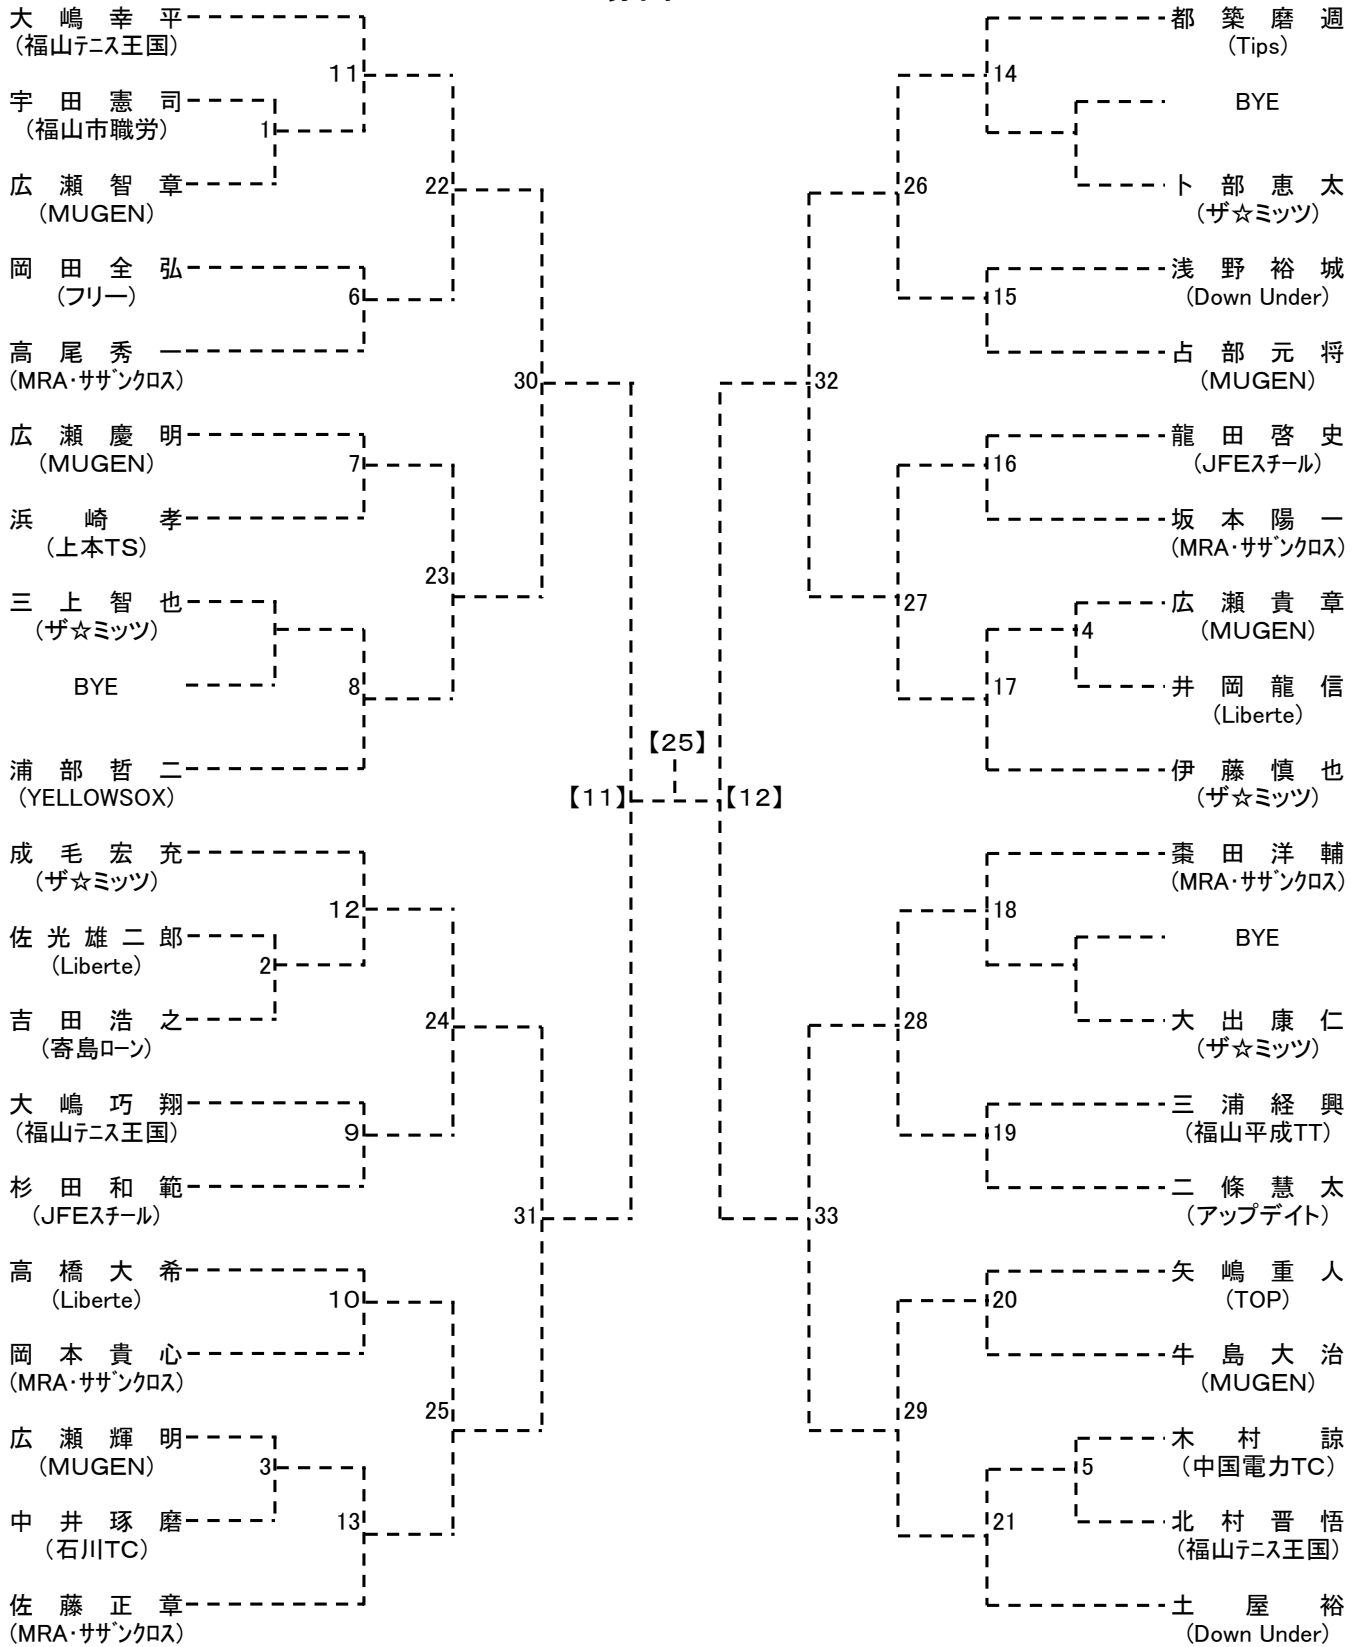 大嶋幸平
(福山テニス王国)
11
宇田憲司
(福山市職労)
1
広瀬智章
(MUGEN)
22
岡田全弘
(フリー)
6
高尾秀一
(MRA・サザンクロス)
30
広瀬慶明
(MUGEN)
7
浜崎孝
(上本TS)
23
三上智也
(ザ☆ミッツ)
BYE
8
浦部哲二
(YELLOWSOX)
【11】
成毛宏充
(ザ☆ミッツ)
12
佐光雄二郎
(Liberte)
2
吉田浩之
(寄島ローン)
24
大嶋巧翔
(福山テニス王国)
9
杉田和範
(JFEスチール)
31
高橋大希
(Liberte)
10
岡本貴心
(MRA・サザンクロス)
25
広瀬輝明
(MUGEN)
3
中井琢磨
(石川TC)
13
佐藤正章
(MRA・サザンクロス)
【25】
都築磨週
(Tips)
14
BYE
卜部恵太
(ザ☆ミッツ)
26
浅野裕城
(Down Under)
15
占部元将
(MUGEN)
32
龍田啓史
(JFEスチール)
16
坂本陽一
(MRA・サザンクロス)
27
広瀬貴章
(MUGEN)
4
井岡龍信
(Liberte)
17
伊藤慎也
(ザ☆ミッツ)
【12】
棗田洋輔
(MRA・サザンクロス)
18
BYE
大出康仁
(ザ☆ミッツ)
28
三浦経興
(福山平成TT)
19
二條慧太
(アップデイト)
33
矢嶋重人
(TOP)
20
牛島大治
(MUGEN)
29
木村諒
(中国電力TC)
5
北村晋悟
(福山テニス王国)
21
土屋裕
(Down Under)